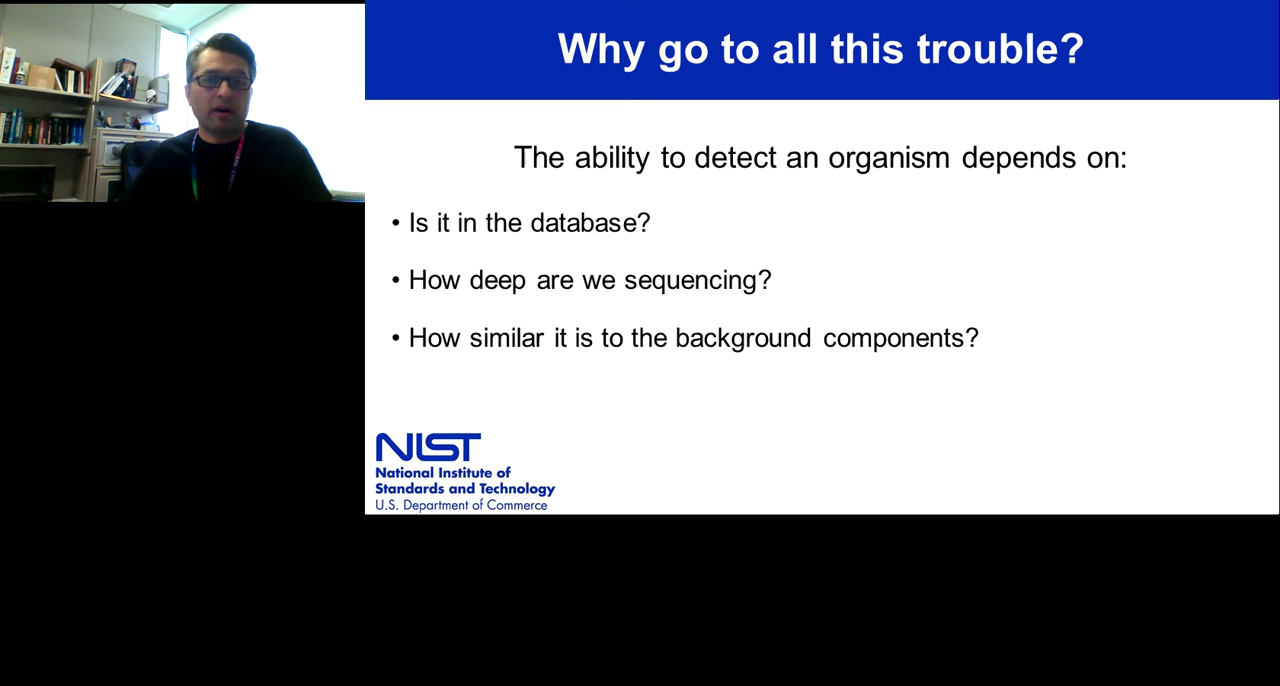 Why go to all this trouble?
The ability to detect an organism depends on:
• Is it in the database?
• How deep are we sequencing?
• How similar it is to the background components?
NIST
National Institute of
Standards and Technology
U.S. Department of Commerce